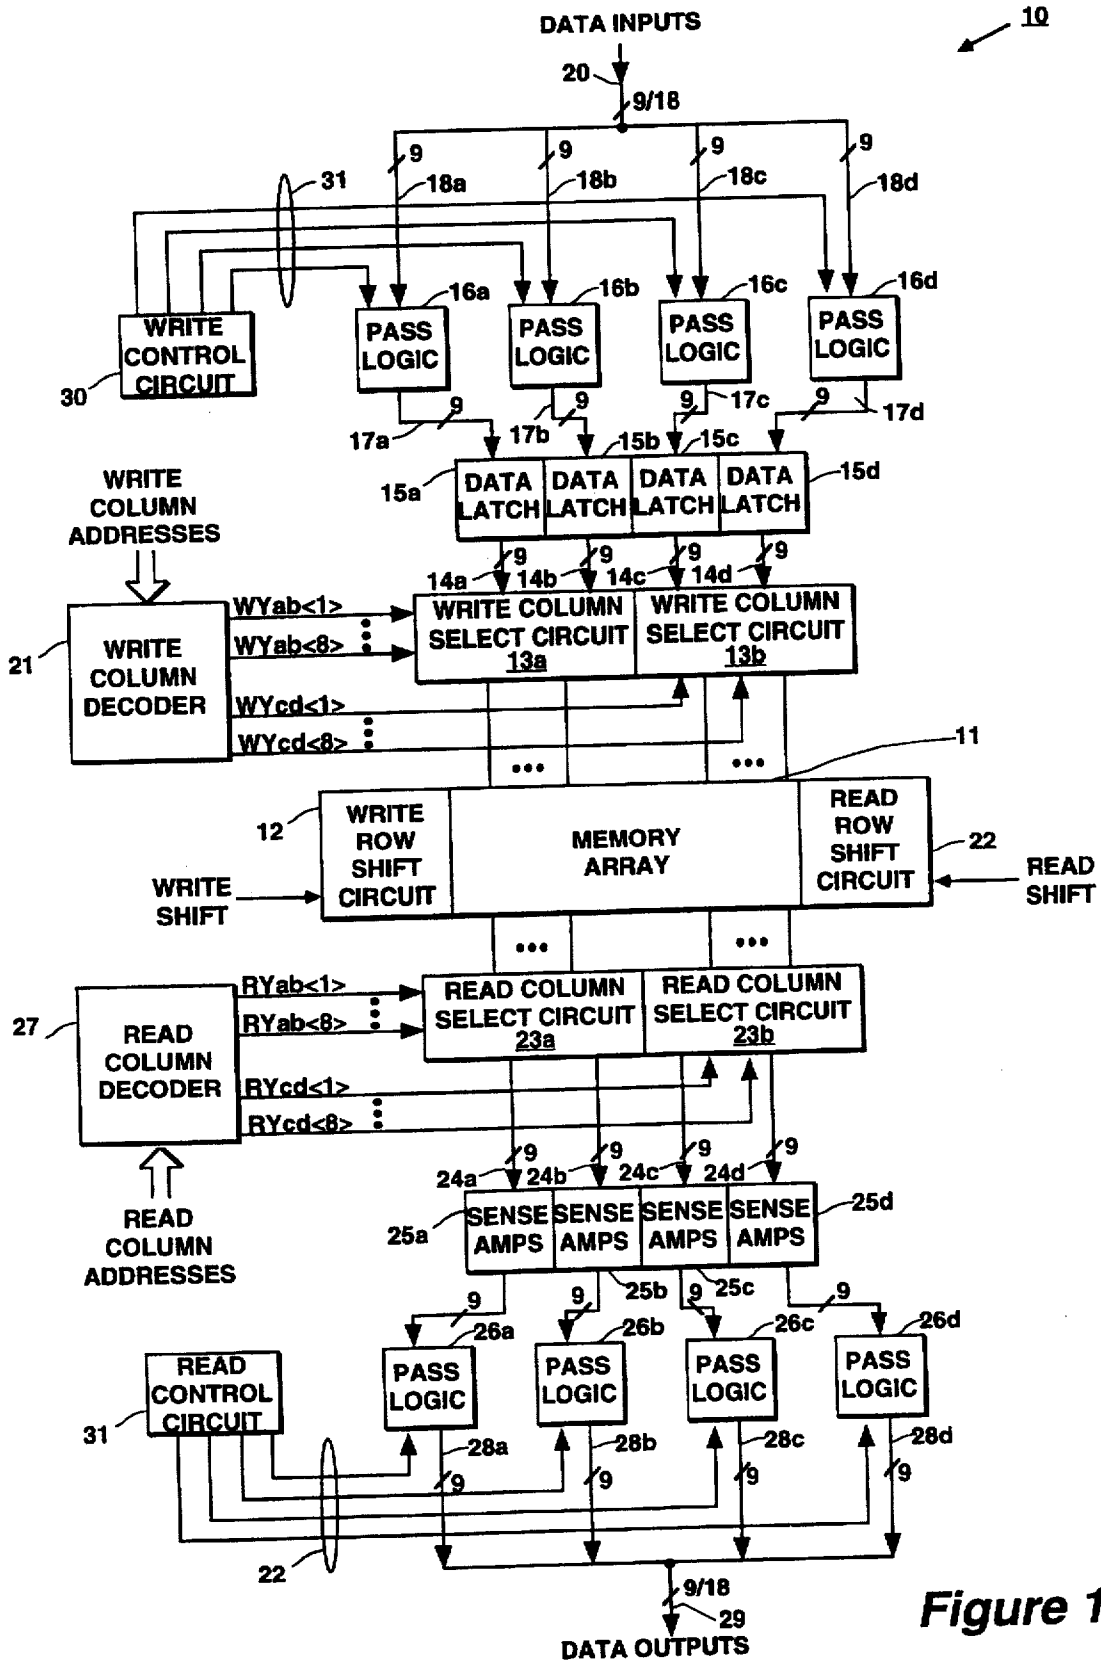 10
DATA INPUTS
20
9/18
9 9 9 9
31
18a 18b 18c 18d
16a 16b 16c 16d
WRITE
CONTROL
CIRCUIT
30
PASS
LOGIC
PASS
LOGIC
PASS
LOGIC
PASS
LOGIC
9 9 9 9
17a 17b 17c 17d
15a 15b 15c 15d
DATA
LATCH
DATA
LATCH
DATA
LATCH
DATA
LATCH
WRITE
COLUMN
ADDRESSES
9 9 9 9
14a 14b 14c 14d
21
WRITE
COLUMN
DECODER
WYab<1>
WYab<8>
WYcd<1>
WYcd<8>
WRITE COLUMN
SELECT CIRCUIT
13a
WRITE COLUMN
SELECT CIRCUIT
13b
11
12
WRITE
ROW
SHIFT
CIRCUIT
MEMORY
ARRAY
READ
ROW
SHIFT
CIRCUIT
22
WRITE
SHIFT
READ
SHIFT
27
READ
COLUMN
DECODER
RYab<1>
RYab<8>
RYcd<1>
RYcd<8>
READ COLUMN
SELECT CIRCUIT
23a
READ COLUMN
SELECT CIRCUIT
23b
READ
COLUMN
ADDRESSES
9 9 9 9
24a 24b 24c 24d
25a 25b 25c 25d
SENSE
AMPS
SENSE
AMPS
SENSE
AMPS
SENSE
AMPS
9 9 9 9
26a 26b 26c 26d
READ
CONTROL
CIRCUIT
31
PASS
LOGIC
PASS
LOGIC
PASS
LOGIC
PASS
LOGIC
28a 28b 28c 28d
9 9 9 9
22
9/18
29
DATA OUTPUTS
Figure 1